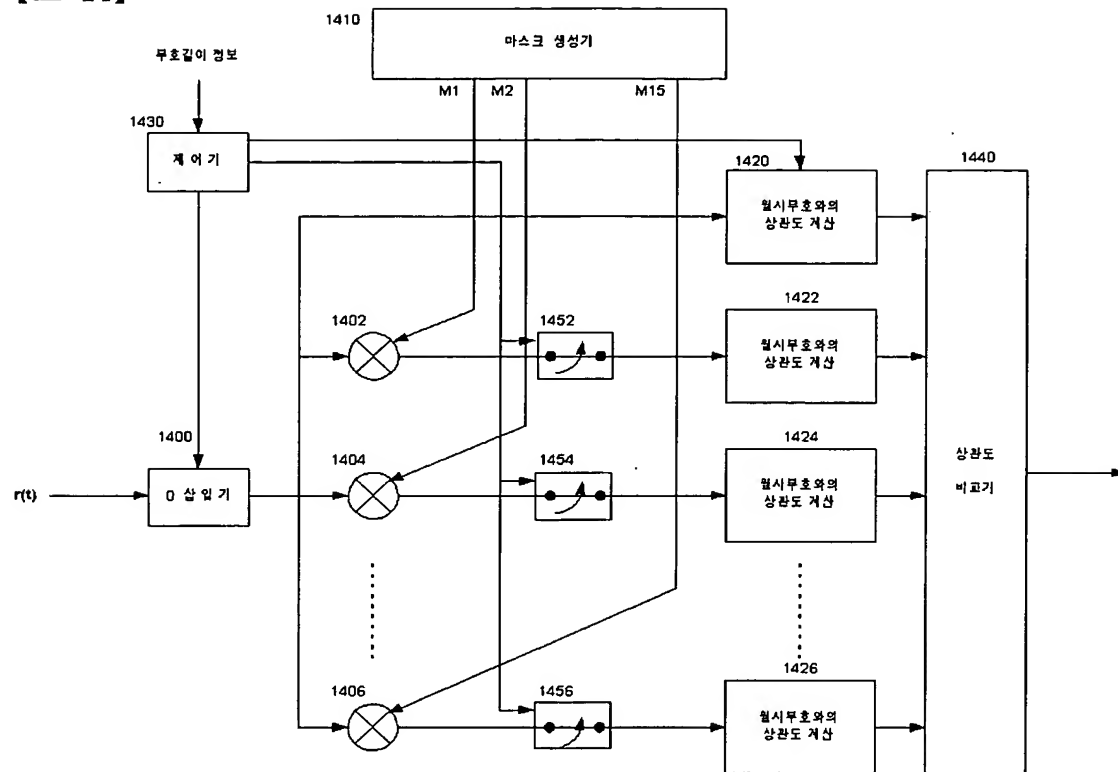 1410
마스크 생성기
부호길이 정보
M1 M2 M15
1430
제어기
1420 1440
월시부호와의
상관도 계산
1402 1452 1422
월시부호와의
상관도 계산
1400 1404 1454 1424
r(t) 0 삽입기
월시부호와의
상관도 계산
상관도
비교기
1406 1456 1426
월시부호와의
상관도 계산